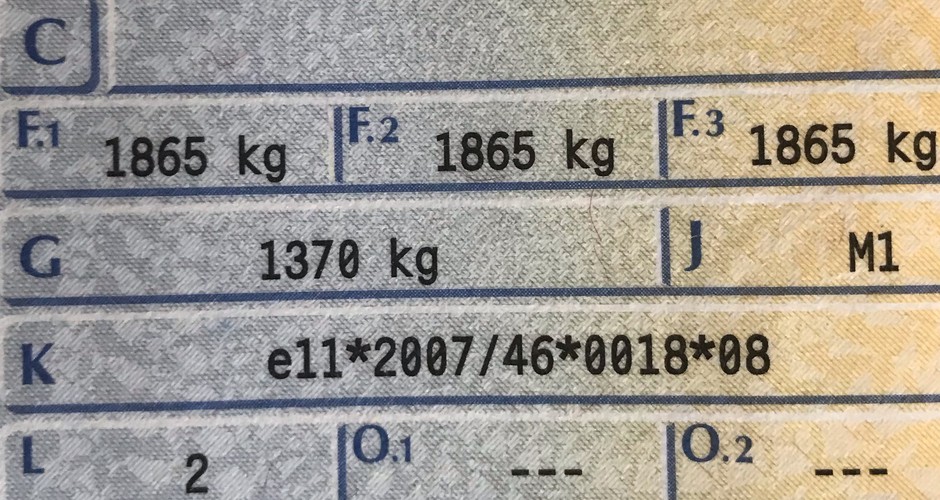 C
F.1 1865 kg F.2 1865 kg F.3 1865 kg
G 1370 kg J M1
K e11*2007/46*0018*08
L 2 O.1 --- O.2 ---